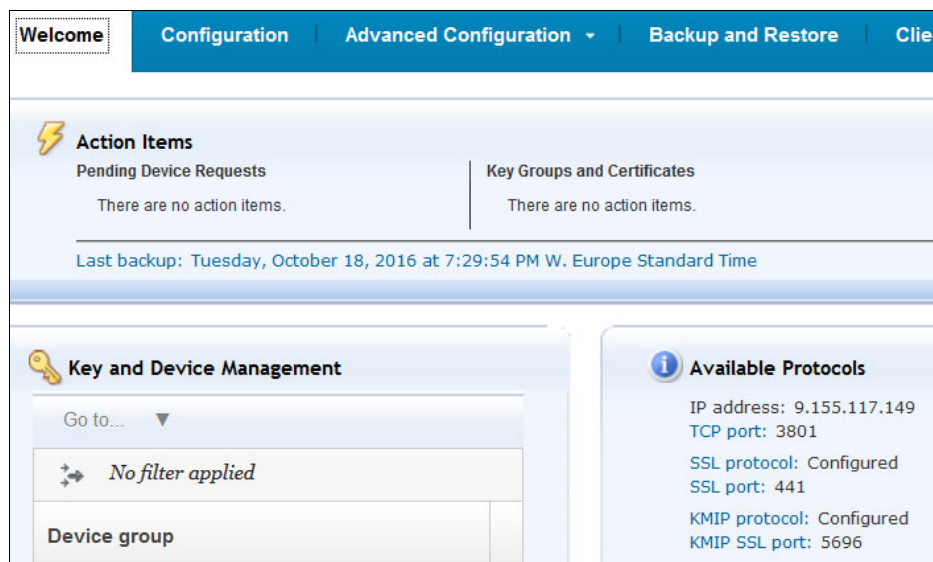 Welcome Configuration Advanced Configuration Backup and Restore
Action Items
Pending Device Requests
There are no action items.
Key Groups and Certificates
There are no action items.
Last backup: Tuesday, October 18, 2016 at 7:29:54 PM W. Europe Standard Time
Key and Device Management
Go to...
No filter applied
Device group
Available Protocols
IP address: 9.155.117.149
TCP port: 3801
SSL protocol: Configured
SSL port: 441
KMIP protocol: Configured
KMIP SSL port: 5696